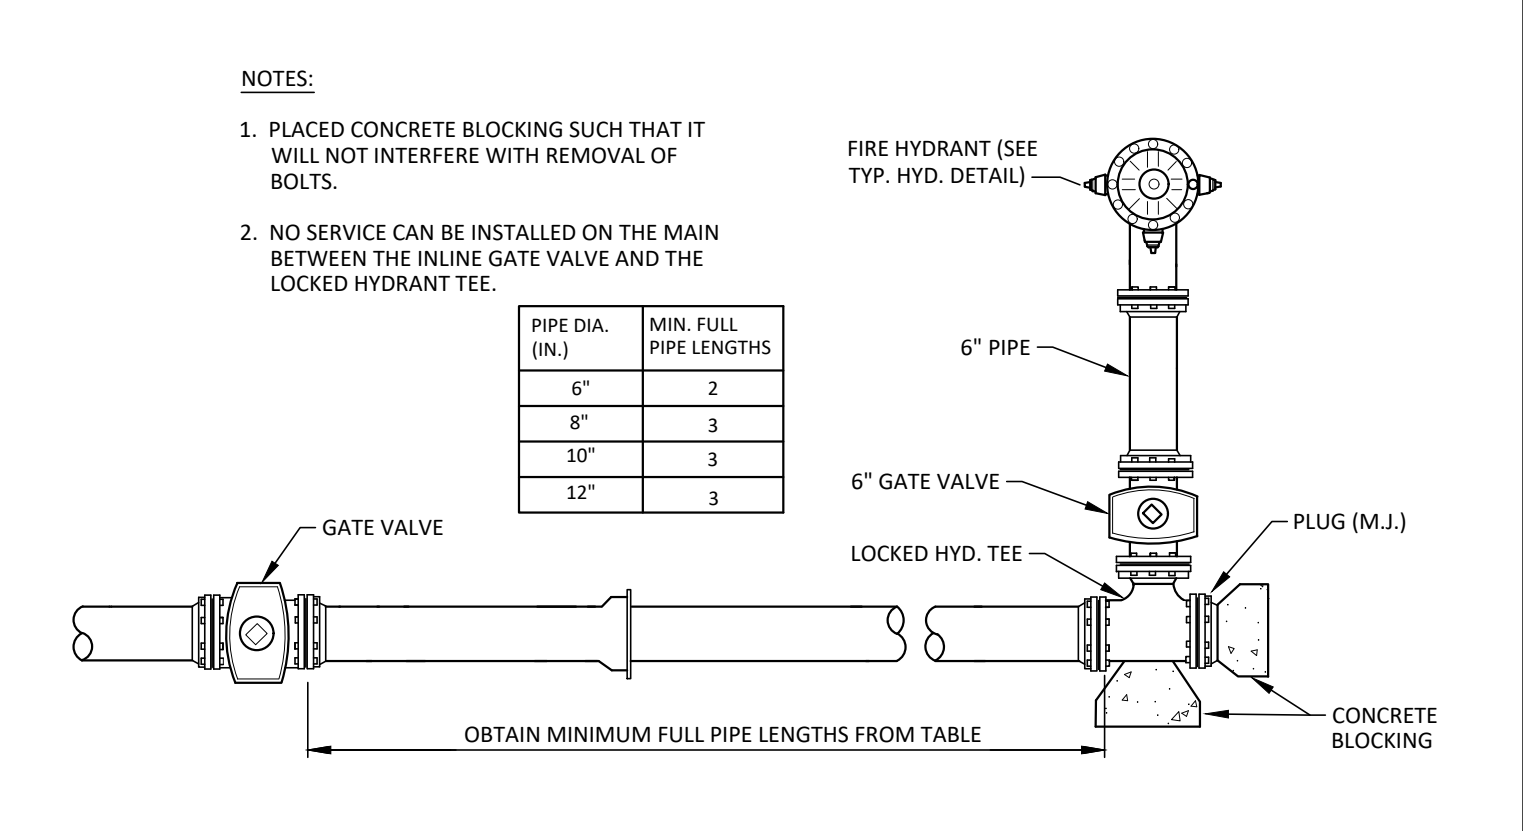 NOTES:
1. PLACED CONCRETE BLOCKING SUCH THAT IT
WILL NOT INTERFERE WITH REMOVAL OF
BOLTS.
2. NO SERVICE CAN BE INSTALLED ON THE MAIN
BETWEEN THE INLINE GATE VALVE AND THE
LOCKED HYDRANT TEE.
PIPE DIA.
(IN.)
MIN. FULL
PIPE LENGTHS
6" 2
8" 3
10" 3
12" 3
FIRE HYDRANT (SEE
TYP. HYD. DETAIL)
6" PIPE
6" GATE VALVE
PLUG (M.J.)
GATE VALVE
LOCKED HYD. TEE
OBTAIN MINIMUM FULL PIPE LENGTHS FROM TABLE
CONCRETE
BLOCKING